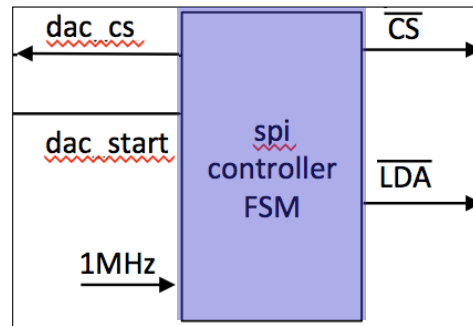 dac_cs
CS
dac_start
spi
controller
FSM
LDA
1MHz